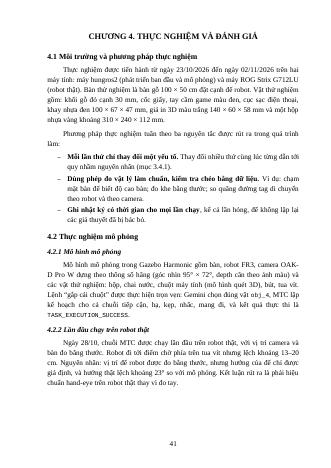 CHƯƠNG 4. THỰC NGHIỆM VÀ ĐÁNH GIÁ
4.1 Môi trường và phương pháp thực nghiệm
Thực nghiệm được tiến hành từ ngày 23/10/2026 đến ngày 02/11/2026 trên hai
máy tính: máy hungros2 (phát triển ban đầu và mô phỏng) và máy ROG Strix G712LU
(robot thật). Bàn thử nghiệm là bàn gỗ 100 × 50 cm đặt cạnh đế robot. Vật thử nghiệm
gồm: khối gỗ đỏ cạnh 30 mm, cốc giấy, tay cầm game màu đen, cục sạc điện thoại,
khay nhựa đen 100 × 67 × 47 mm, giá in 3D màu trắng 140 × 60 × 58 mm và một hộp
nhựa vàng khoảng 310 × 240 × 112 mm.
Phương pháp thực nghiệm tuân theo ba nguyên tắc được rút ra trong quá trình
làm:
– Mỗi lần thử chỉ thay đổi một yếu tố. Thay đổi nhiều thứ cùng lúc từng dẫn tới
quy nhầm nguyên nhân (mục 3.4.1).
– Dùng phép đo vật lý làm chuẩn, kiểm tra chéo bằng dữ liệu. Ví dụ: chạm
mặt bàn để biết độ cao bàn; đo khe bằng thước; so quãng đường tag di chuyển
theo robot và theo camera.
– Ghi nhật ký có thời gian cho mọi lần chạy, kể cả lần hỏng, để không lặp lại
các giả thuyết đã bị bác bỏ.
4.2 Thực nghiệm mô phỏng
4.2.1 Mô hình mô phỏng
Mô hình mô phỏng trong Gazebo Harmonic gồm bàn, robot FR3, camera OAK-
D Pro W dựng theo thông số hãng (góc nhìn 95° × 72°, depth căn theo ảnh màu) và
các vật thử nghiệm: hộp, chai nước, chuột máy tính (mô hình quét 3D), bút, tua vít.
Lệnh “gắp cái chuột” được thực hiện trọn vẹn: Gemini chọn đúng vật obj_4, MTC lập
kế hoạch cho cả chuỗi tiếp cận, hạ, kẹp, nhấc, mang đi, và kết quả thực thi là
TASK_EXECUTION_SUCCESS.
4.2.2 Lần đầu chạy trên robot thật
Ngày 28/10, chuỗi MTC được chạy lần đầu trên robot thật, với vị trí camera và
bàn đo bằng thước. Robot đi tới điểm chờ phía trên tua vít nhưng lệch khoảng 13–20
cm. Nguyên nhân: vị trí đế robot được đo bằng thước, nhưng hướng của đế chỉ được
giả định, và hướng thật lệch khoảng 23° so với mô phỏng. Kết luận rút ra là phải hiệu
chuẩn hand-eye trên robot thật thay vì đo tay.
41